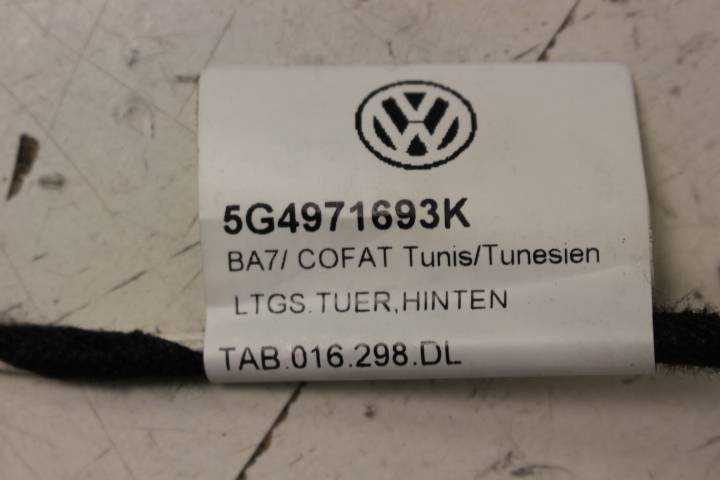 5G4971693K
BA7/ COFAT Tunis/Tunesien
LTGS.TUER,HINTEN
TAB.016.298.DL